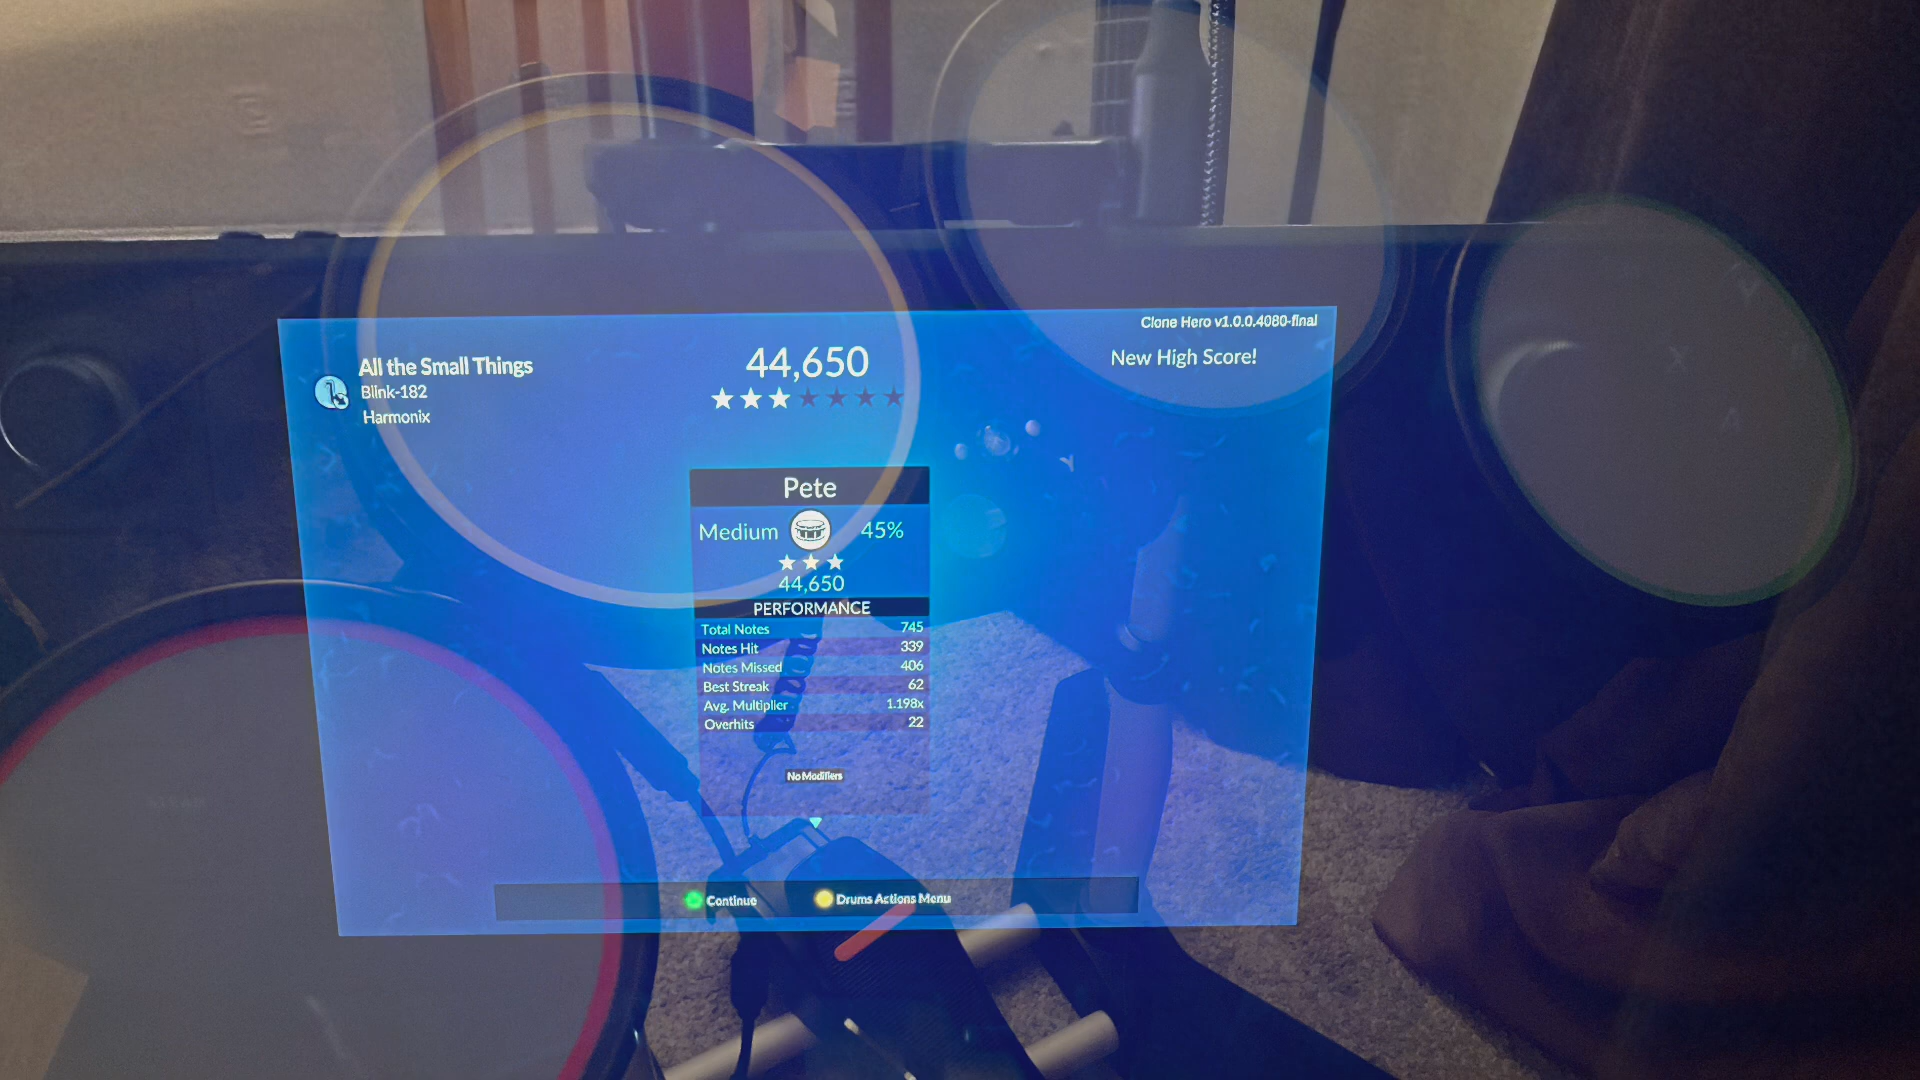 Clone Hero v1.0.0.4080-final
All the Small Things
Blink-182
Harmonix
44,650
New High Score!
Pete
Medium 45%
44,650
PERFORMANCE
Total Notes 745
Notes Hit 339
Notes Missed 406
Best Streak 62
Avg. Multiplier 1.198x
Overhits 22
No Modifiers
Continue Drums Actions Menu
Y
X
A